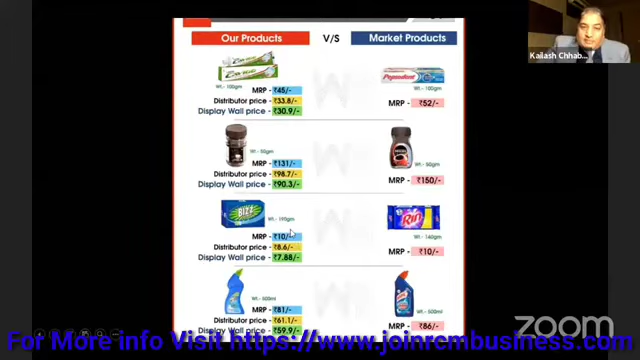 Our Products V/S Market Products
Kailash Chhab...
Wt.- 100gm
MRP - ₹45/-
Distributor price - ₹33.8/-
Display Wall price - ₹30.9/-
Pepsodent
Wt.- 100gm
MRP - ₹52/-
Wt.- 50gm
MRP - ₹131/-
Distributor price - ₹98.7/-
Display Wall price - ₹90.3/-
Wt.- 50gm
MRP - ₹150/-
Wt.- 190gm
MRP - ₹10/-
Distributor price - ₹8.6/-
Display Wall price - ₹7.88/-
Rin
Wt.- 140gm
MRP - ₹10/-
Wt.- 500ml
MRP - ₹81/-
Distributor price - ₹61.1/-
Display Wall price - ₹59.9/-
Wt.- 500ml
MRP - ₹86/-
zoom
For More info Visit https://www.joinrcmbusiness.com